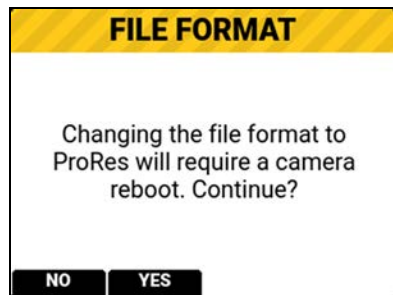 FILE FORMAT
Changing the file format to
ProRes will require a camera
reboot. Continue?
NO YES